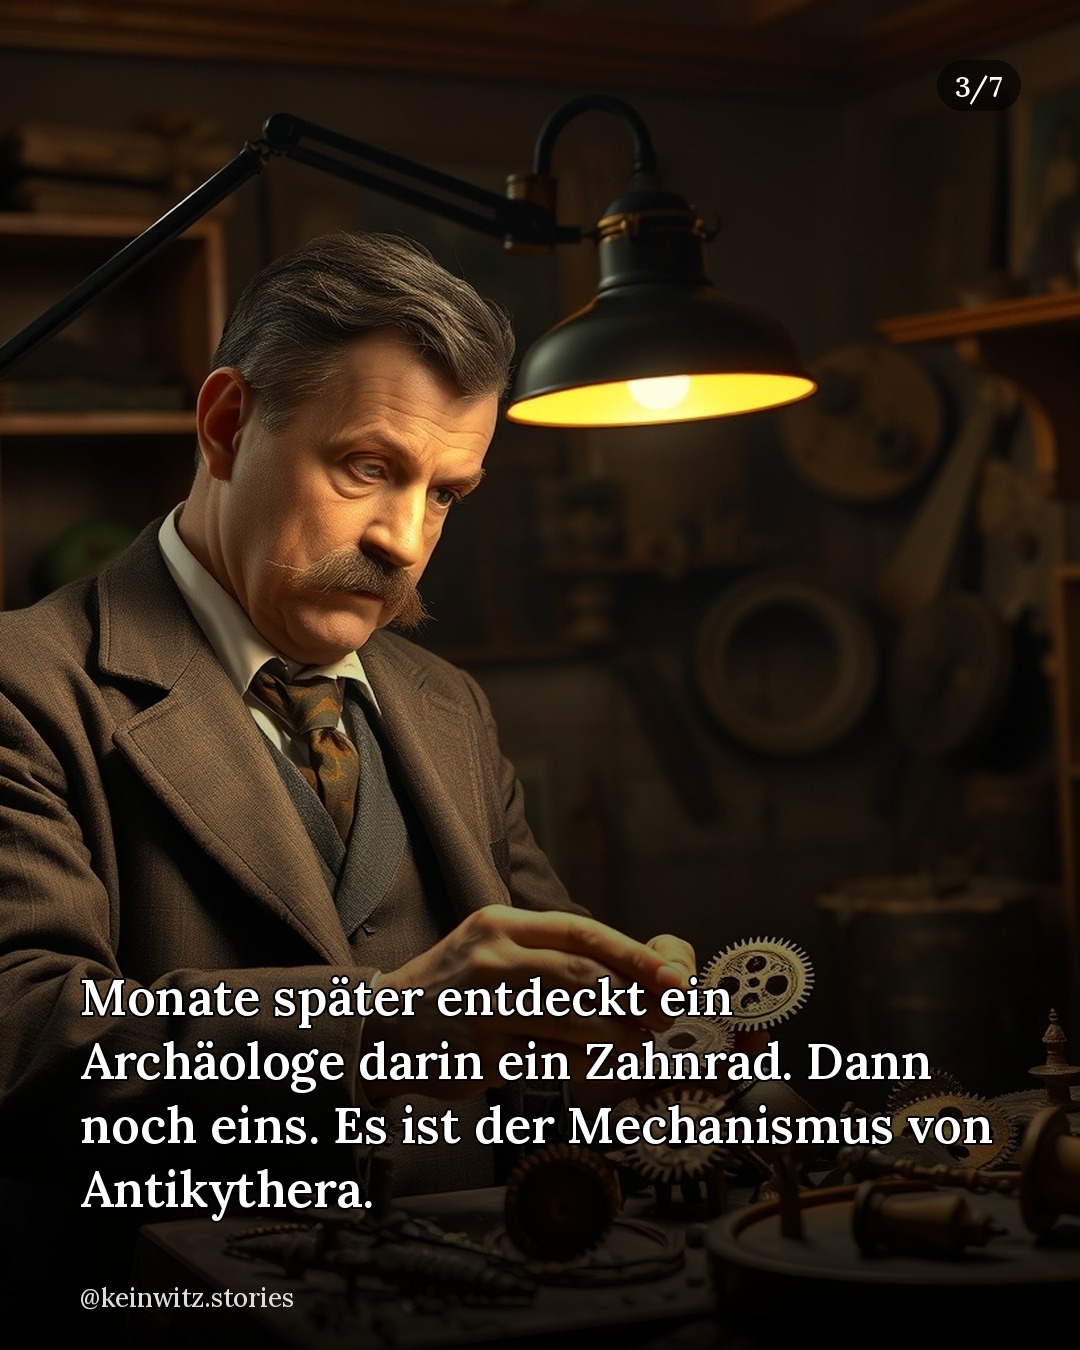 3/7
Monate später entdeckt ein
Archäologe darin ein Zahnrad. Dann
noch eins. Es ist der Mechanismus von
Antikythera.
@keinwitz.stories